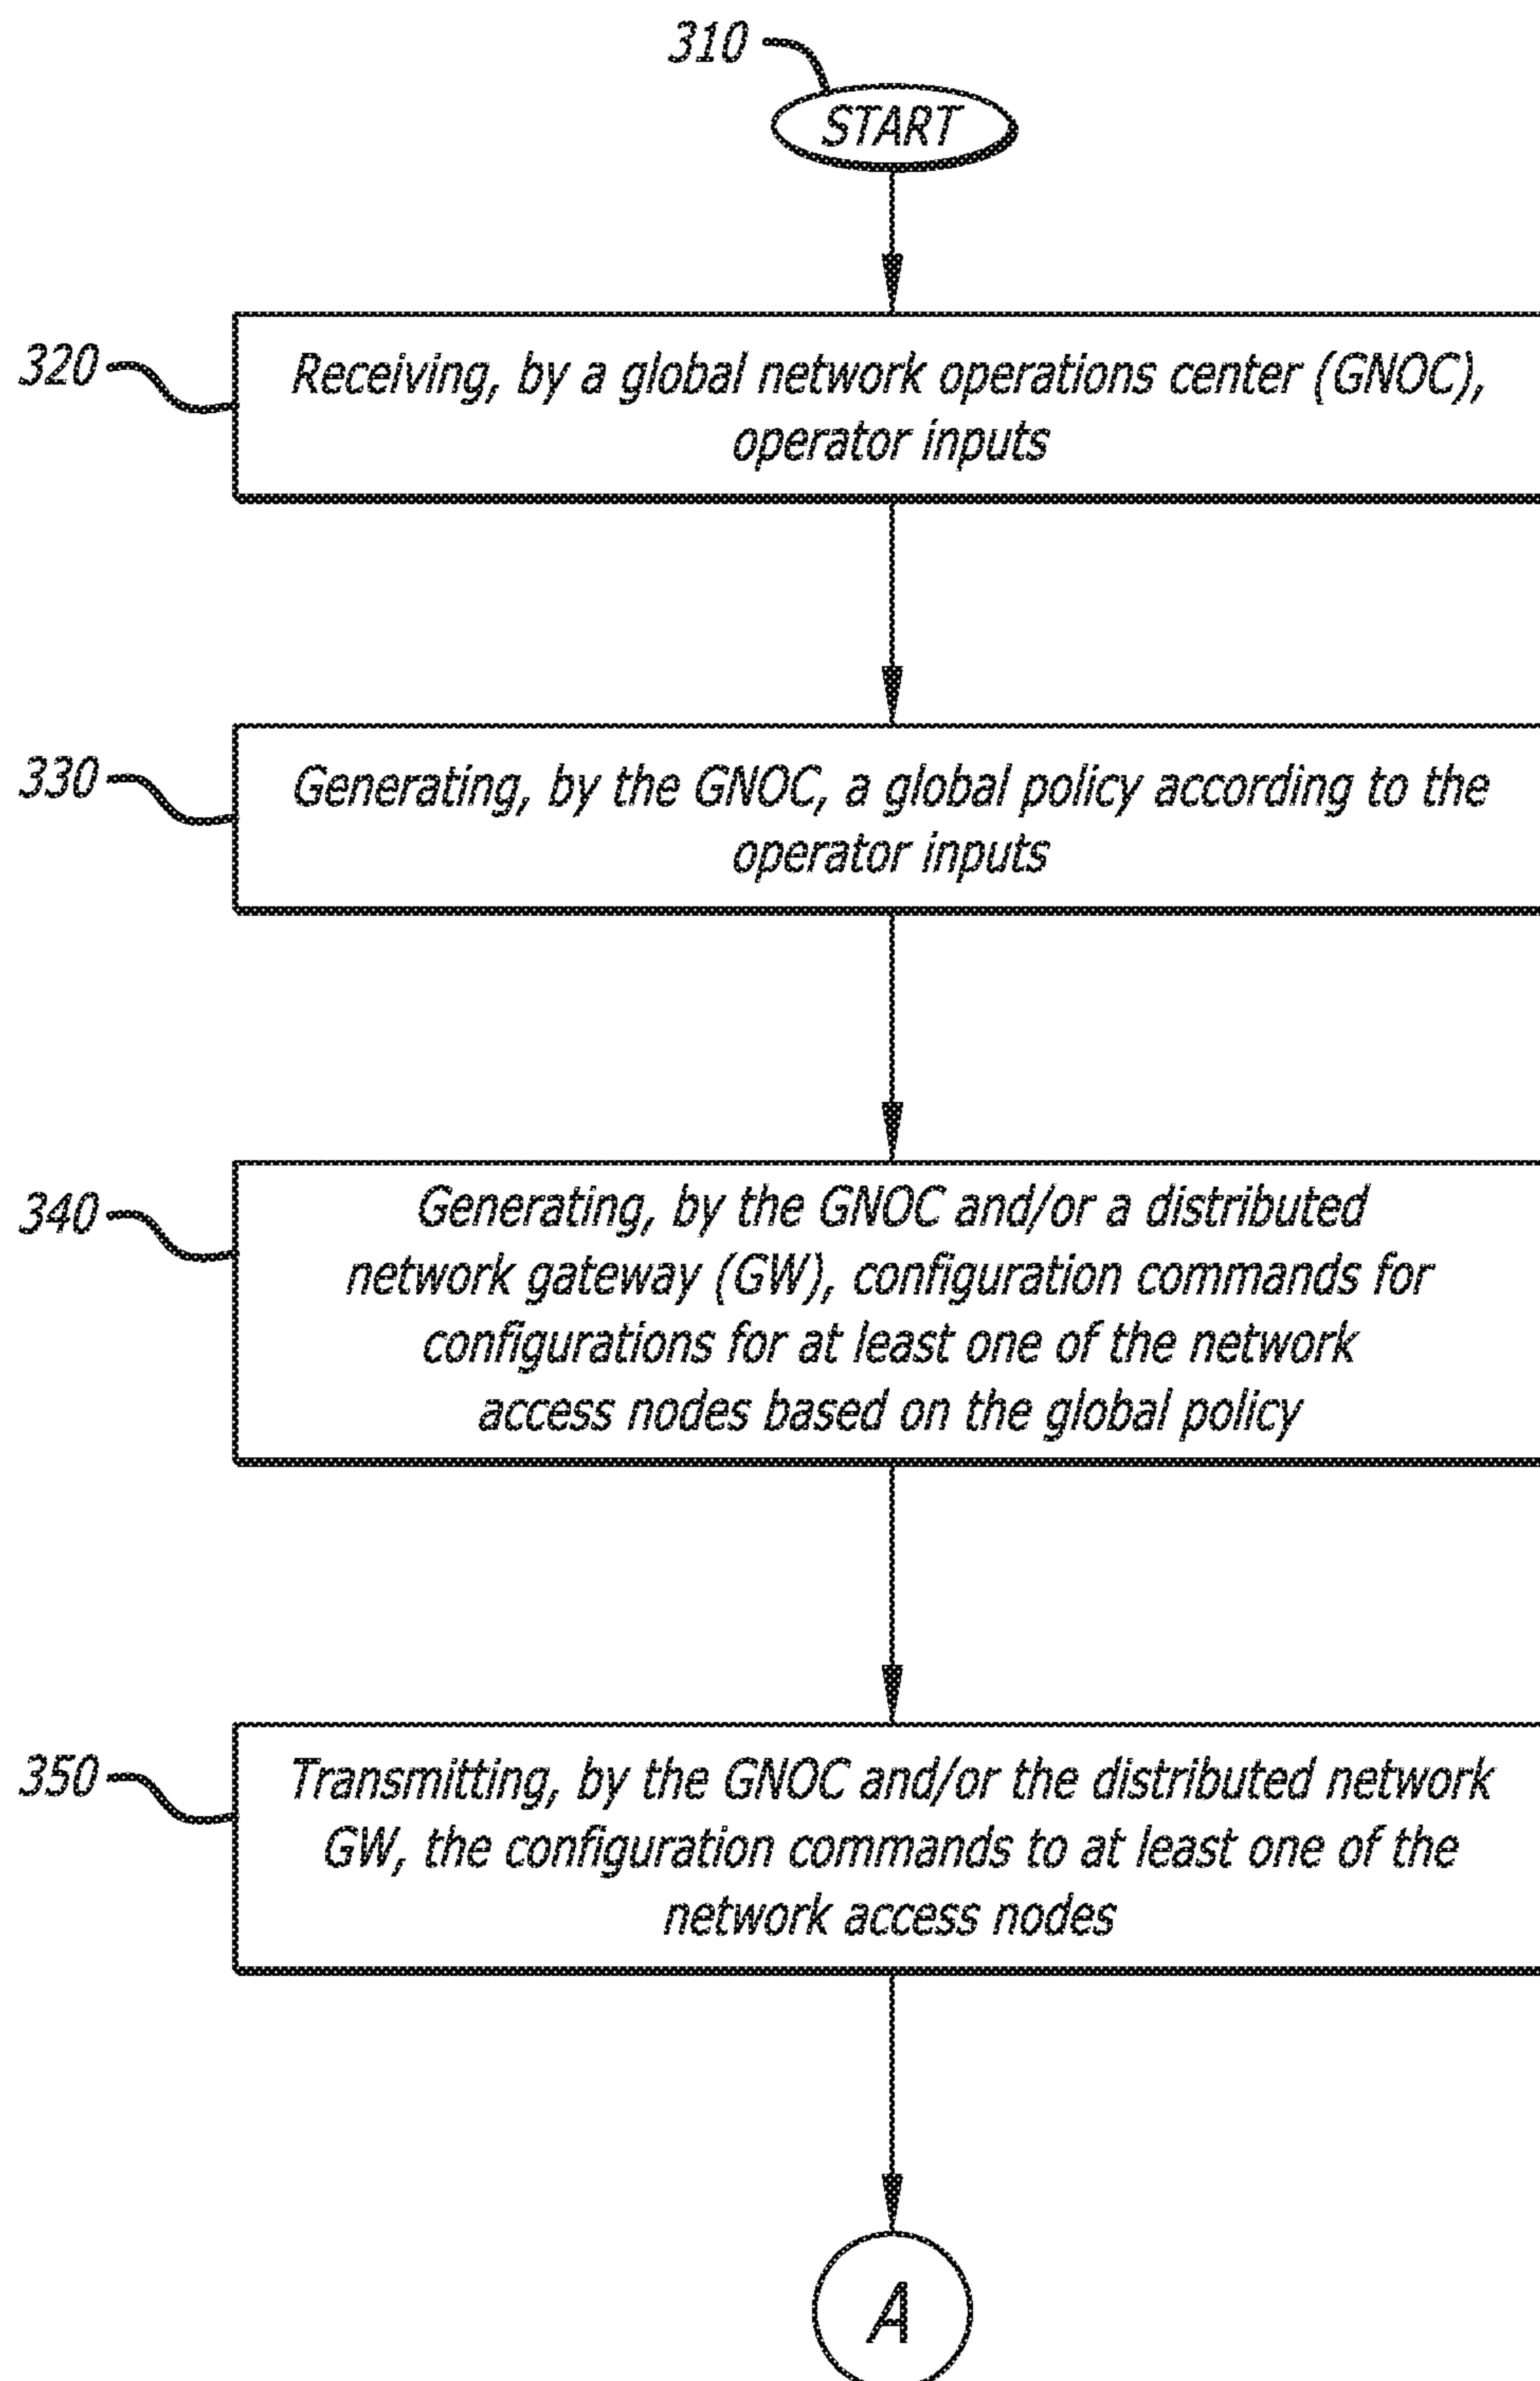 310
START
320
Receiving, by a global network operations center (GNOC),
operator inputs
330
Generating, by the GNOC, a global policy according to the
operator inputs
340
Generating, by the GNOC and/or a distributed
network gateway (GW), configuration commands for
configurations for at least one of the network
access nodes based on the global policy
350
Transmitting, by the GNOC and/or the distributed network
GW, the configuration commands to at least one of the
network access nodes
A